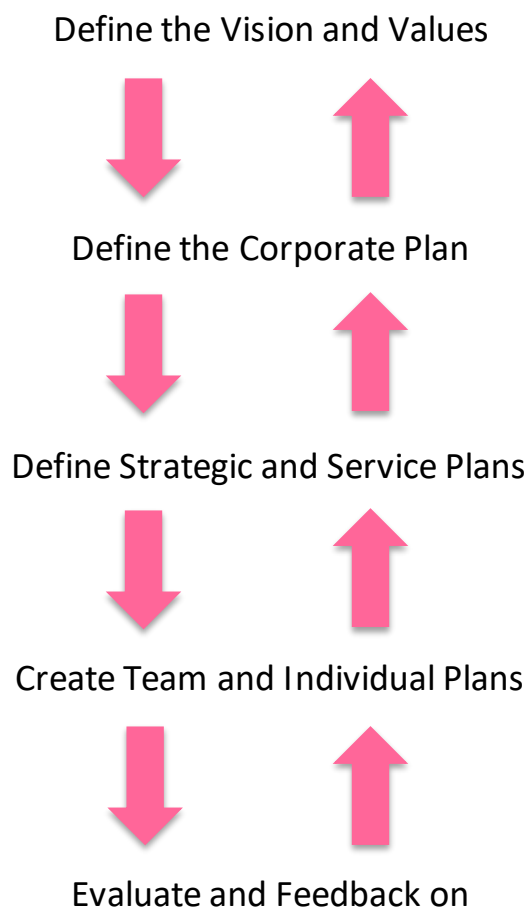 Define the Vision and Values
Define the Corporate Plan
Define Strategic and Service Plans
Create Team and Individual Plans
Evaluate and Feedback on